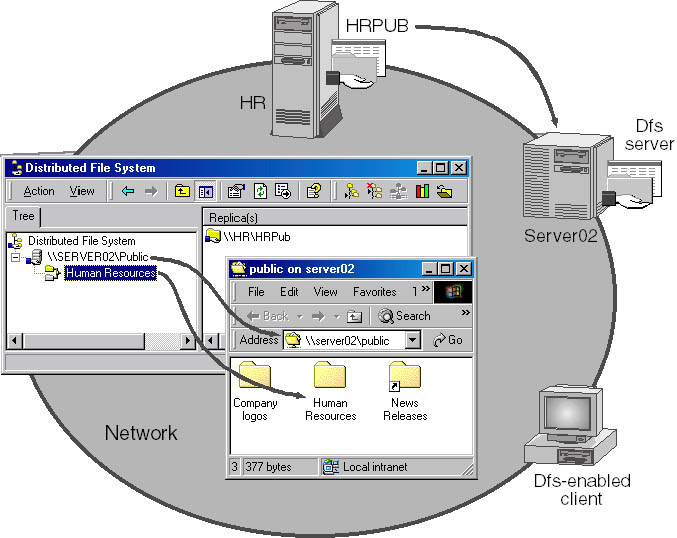 HRPUB
HR
Dfs
server
Server02
Distributed File System
Action View
Tree
Replica(s)
Distributed File System
\\SERVER02\Public
Human Resources
\\HR\HRPub
public on server02
File Edit View Favorites 1 »
Back Search »
Address \\server02\public Go
Company
logos
Human
Resources
News
Releases
3 377 bytes Local intranet
Network
Dfs-enabled
client